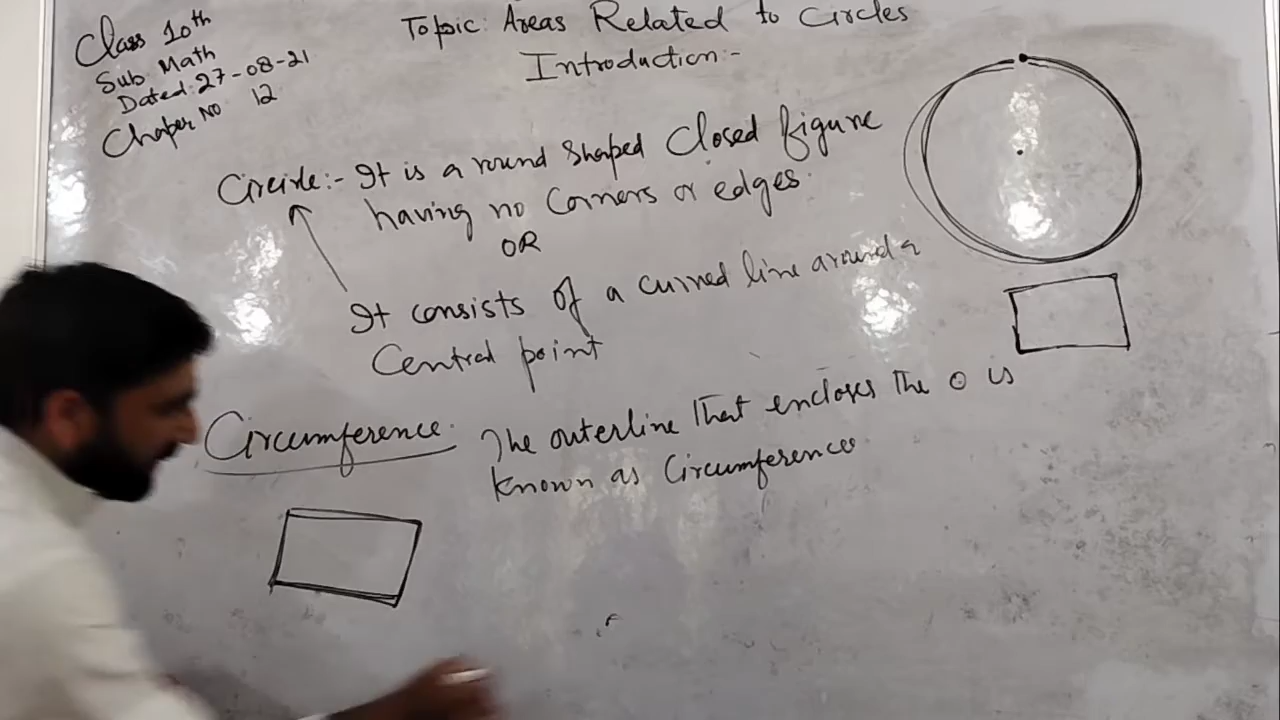 Class 10th
Sub. Math
Dated: 27-08-21
Chaper No 12
Topic: Areas Related to Circles
Introduction:-
Circirle:- It is a round shaped Closed figure
having no Corners or edges.
OR
It consists of a curved line around a
Central point
Circumference. The outerline that encloses the O is
known as Circumference